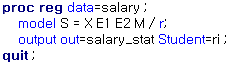 proc reg data=salary ;
model S = X E1 E2 M / r;
output out=salary_stat Student=ri ;
quit ;